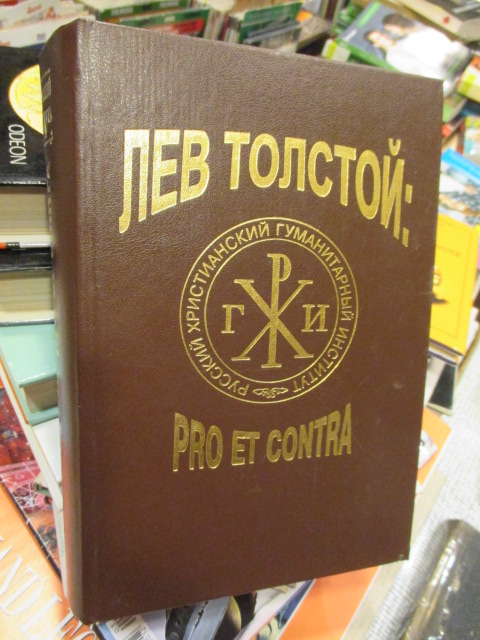 ЛЕВ ТОЛСТОЙ:
РУССКИЙ ХРИСТИАНСКИЙ ГУМАНИТАРНЫЙ ИНСТИТУТ
Р
Г Х И
PRO ET CONTRA
ODEON